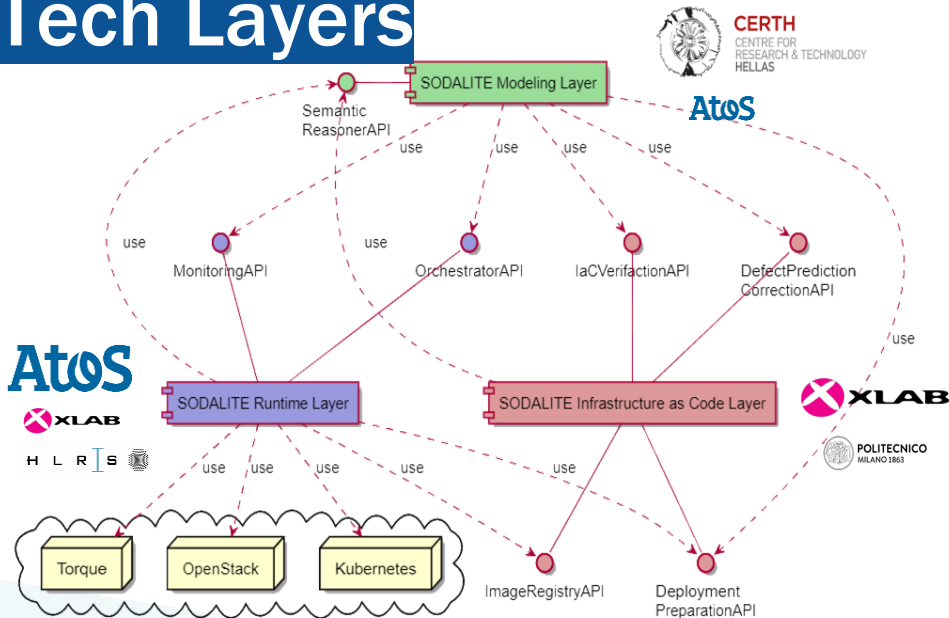 Tech Layers
CERTH
CENTRE FOR
RESEARCH & TECHNOLOGY
HELLAS
SODALITE Modeling Layer
Atos
Semantic
ReasonerAPI
use
use
use
use
use
use
MonitoringAPI
OrchestratorAPI
IaCVerifactionAPI
DefectPrediction
CorrectionAPI
use
Atos
XLAB
HLRS
SODALITE Runtime Layer
SODALITE Infrastructure as Code Layer
XLAB
POLITECNICO
MILANO 1863
use
use
use
use
use
Torque
OpenStack
Kubernetes
ImageRegistryAPI
Deployment
PreparationAPI